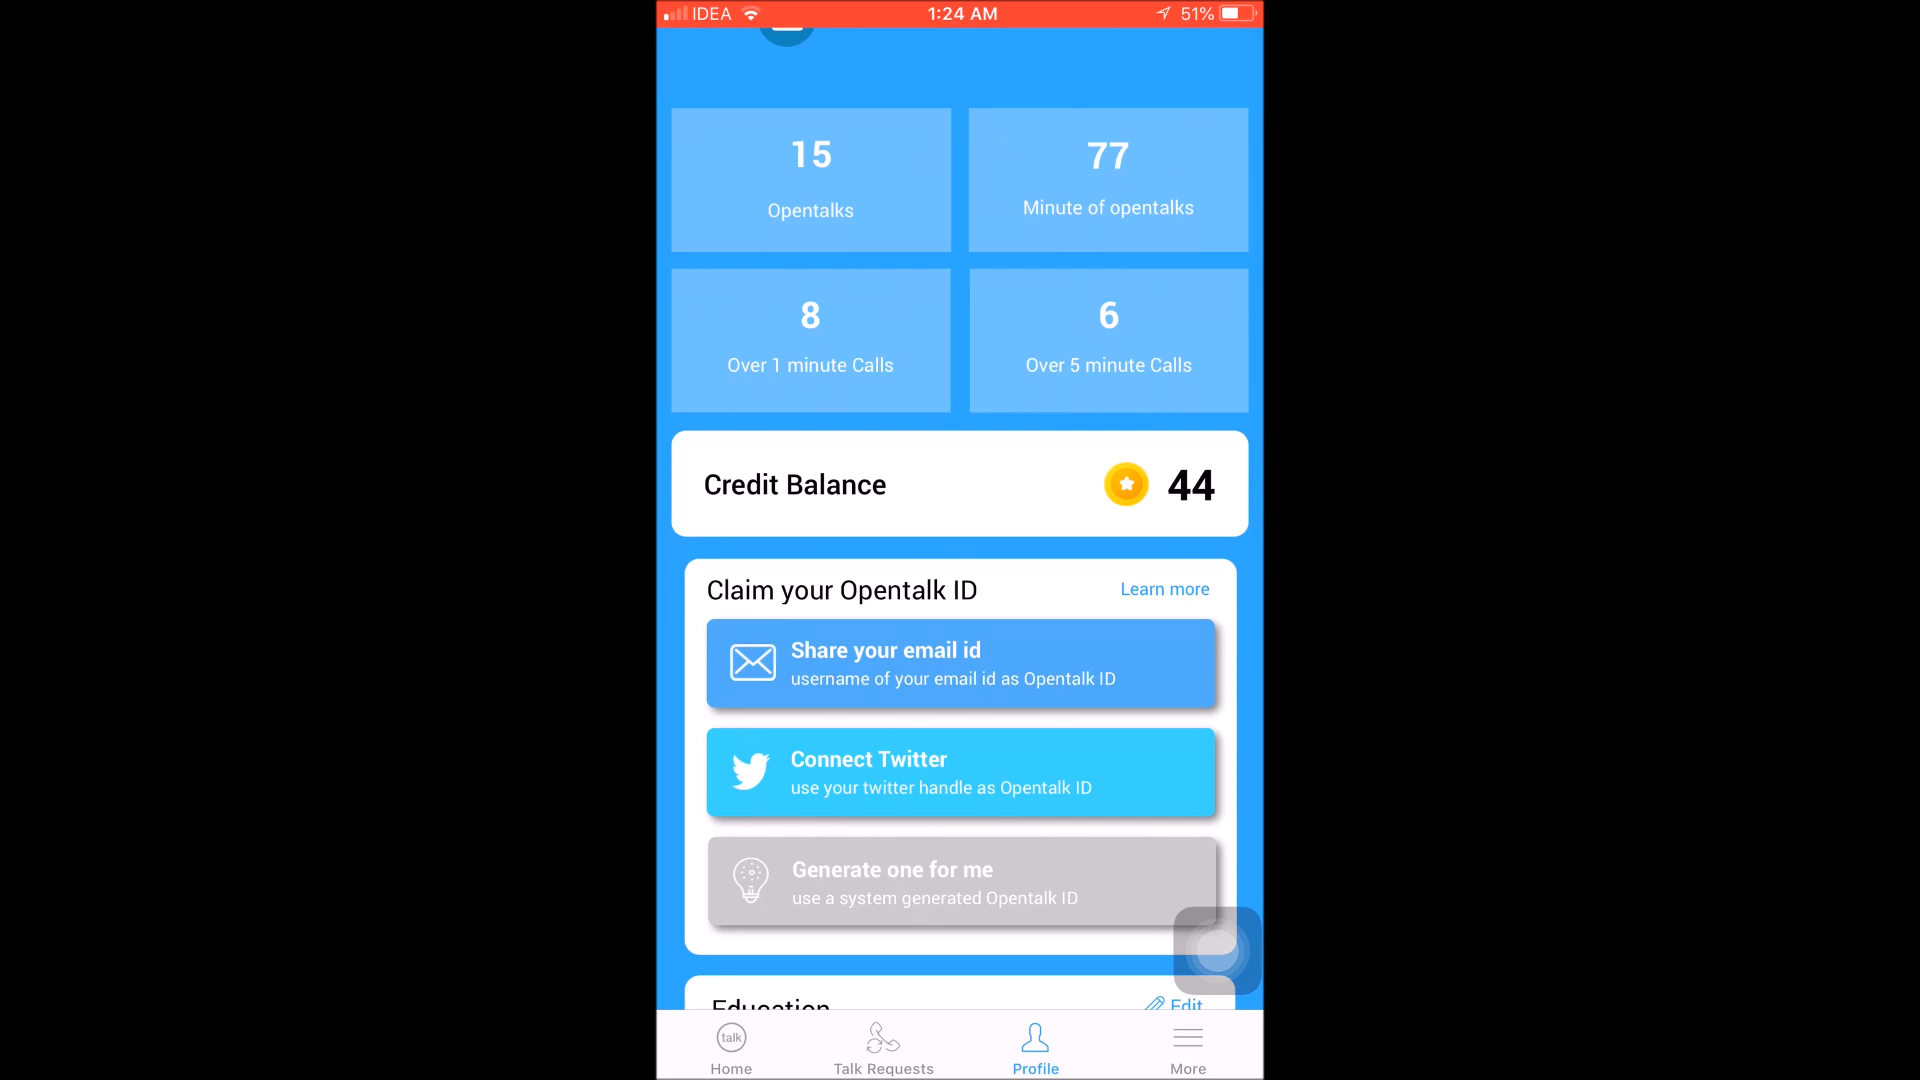 IDEA 1:24 AM 51%
15
Opentalks
77
Minute of opentalks
8
Over 1 minute Calls
6
Over 5 minute Calls
Credit Balance 44
Claim your Opentalk ID Learn more
Share your email id
username of your email id as Opentalk ID
Connect Twitter
use your twitter handle as Opentalk ID
Generate one for me
use a system generated Opentalk ID
Education Edit
talk
Home Talk Requests Profile More